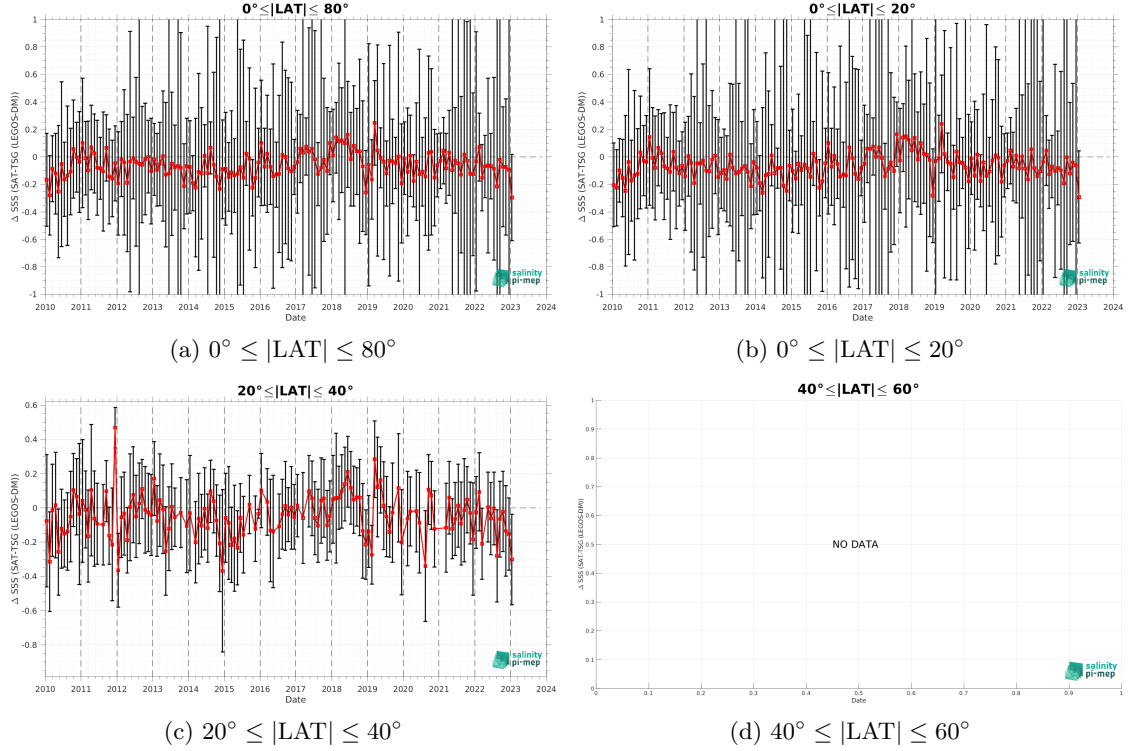 0°≤|LAT|≤ 80°
Δ SSS (SAT-TSG (LEGOS-DM))
1
0.8
0.6
0.4
0.2
0
-0.2
-0.4
-0.6
-0.8
-1
2010 2011 2012 2013 2014 2015 2016 2017 2018 2019 2020 2021 2022 2023 2024
Date
salinity
pi-mep
(a) 0° ≤ |LAT| ≤ 80°
0°≤|LAT|≤ 20°
Δ SSS (SAT-TSG (LEGOS-DM))
1
0.8
0.6
0.4
0.2
0
-0.2
-0.4
-0.6
-0.8
-1
2010 2011 2012 2013 2014 2015 2016 2017 2018 2019 2020 2021 2022 2023 2024
Date
salinity
pi-mep
(b) 0° ≤ |LAT| ≤ 20°
20°≤|LAT|≤ 40°
Δ SSS (SAT-TSG (LEGOS-DM))
0.6
0.4
0.2
0
-0.2
-0.4
-0.6
-0.8
2010 2011 2012 2013 2014 2015 2016 2017 2018 2019 2020 2021 2022 2023 2024
Date
salinity
pi-mep
(c) 20° ≤ |LAT| ≤ 40°
40°≤|LAT|≤ 60°
Δ SSS (SAT-TSG (LEGOS-DM))
1
0.9
0.8
0.7
0.6
0.5
0.4
0.3
0.2
0.1
0
NO DATA
0 0.1 0.2 0.3 0.4 0.5 0.6 0.7 0.8 0.9 1
Date
salinity
pi-mep
(d) 40° ≤ |LAT| ≤ 60°